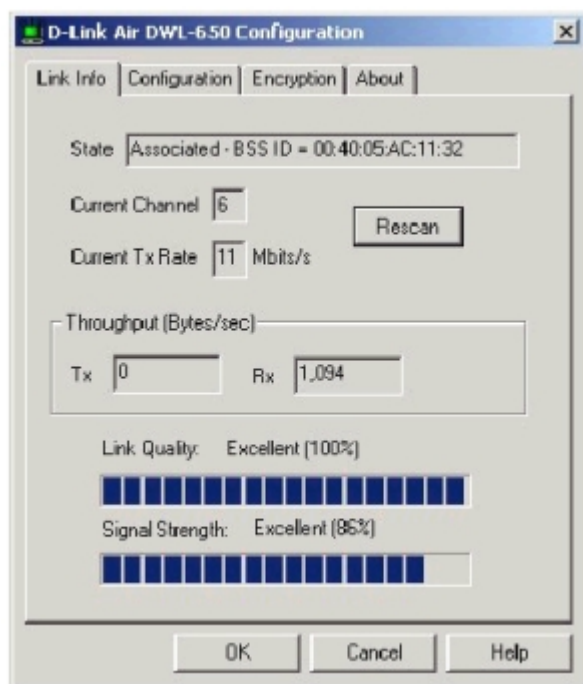 D-Link Air DWL-650 Configuration
Link Info Configuration Encryption About
State Associated - BSS ID = 00:40:05:AC:11:32
Current Channel 6
Rescan
Current Tx Rate 11 Mbits/s
Throughput (Bytes/sec)
Tx 0 Rx 1,094
Link Quality: Excellent (100%)
Signal Strength: Excellent (86%)
OK Cancel Help